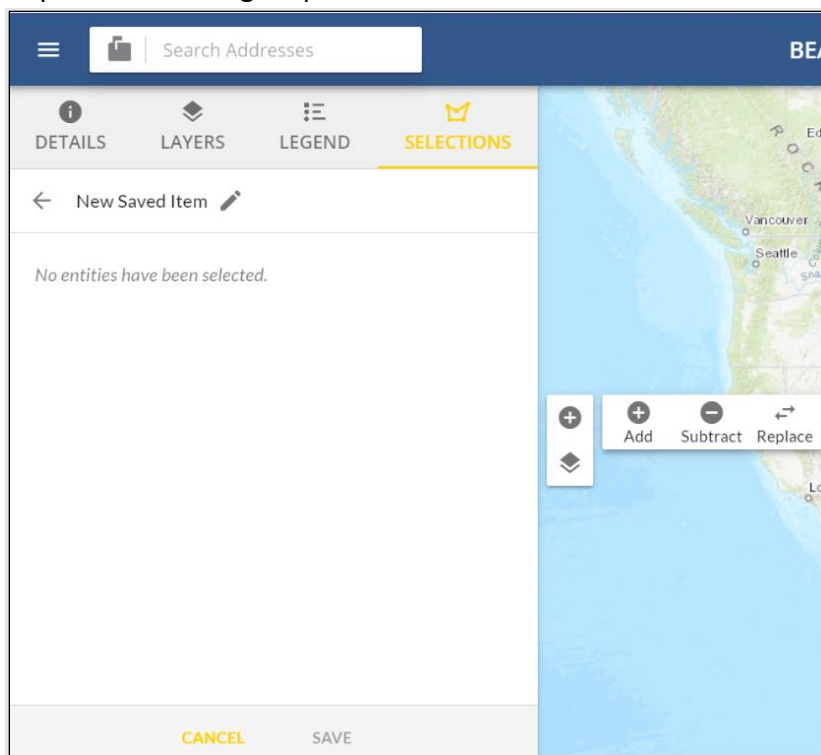 Search Addresses
BEA
DETAILS
LAYERS
LEGEND
SELECTIONS
New Saved Item
No entities have been selected.
Vancouver
Seattle
Add
Subtract
Replace
CANCEL
SAVE